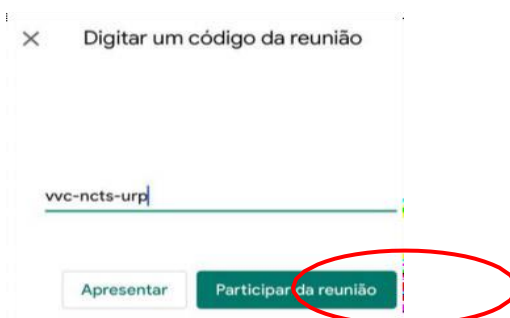 Digitar um código da reunião
vvc-ncts-urp
Apresentar
Participar da reunião